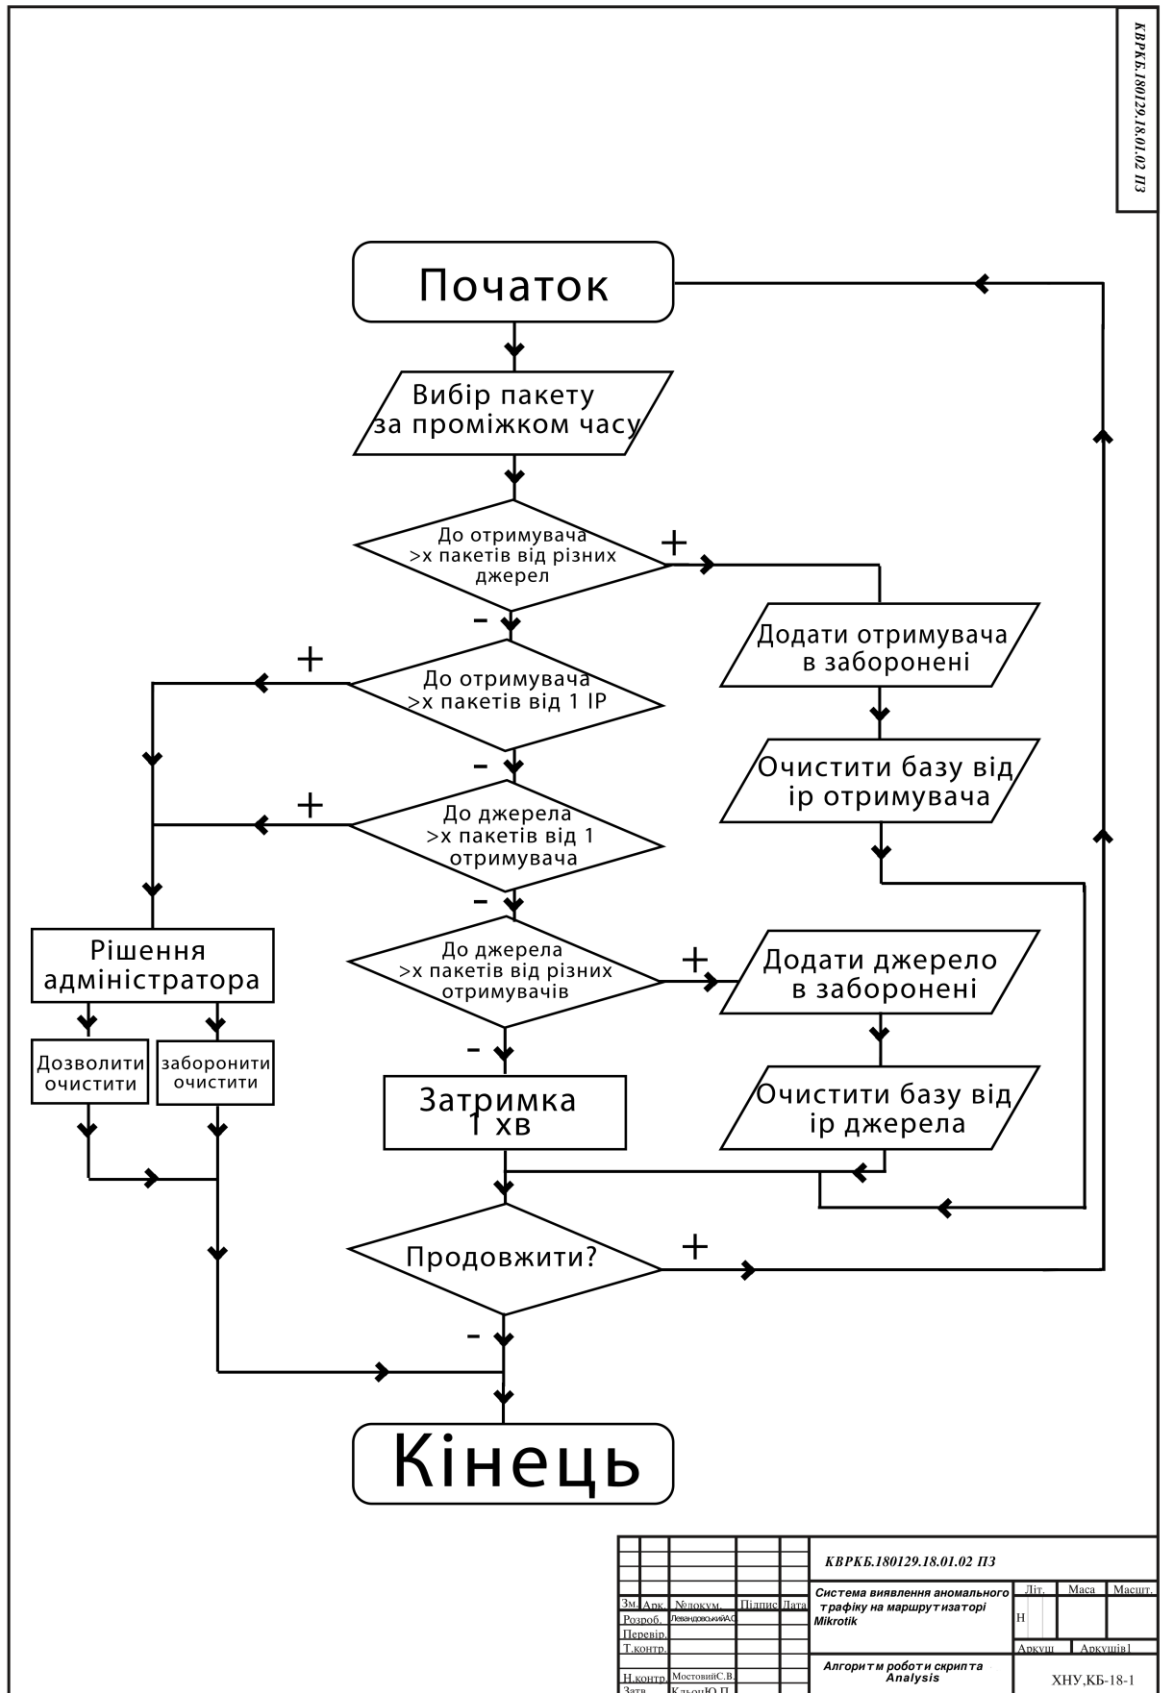 КВРКБ.180129.18.01.02 ПЗ
Початок
Вибір пакету
за проміжком часу
До отримувача
>х пакетів від різних
джерел
+
-
Додати отримувача
в заборонені
До отримувача
>х пакетів від 1 IP
+
-
Очистити базу від
ір отримувача
До джерела
>х пакетів від 1
отримувача
+
-
До джерела
>х пакетів від різних
отримувачів
+
-
Додати джерело
в заборонені
Рішення
адміністратора
Дозволити
очистити
заборонити
очистити
Затримка
1 хв
Очистити базу від
ір джерела
Продовжити?
+
-
Кінець
КВРКБ.180129.18.01.02 ПЗ
Система виявлення аномального
трафіку на маршрутизаторі
Mikrotik
Літ. Маса Масшт.
Зм. Арк. №докум. Підпис Дата
Розроб. ЛевандовськийА.О
Н
Перевір.
Т.контр.
Аркуш Аркушів1
Алгоритм роботи скрипта
Analysis
Н.контр. МостовийС.В.
ХНУ,КБ-18-1
Затв. КльоцЮ.П.